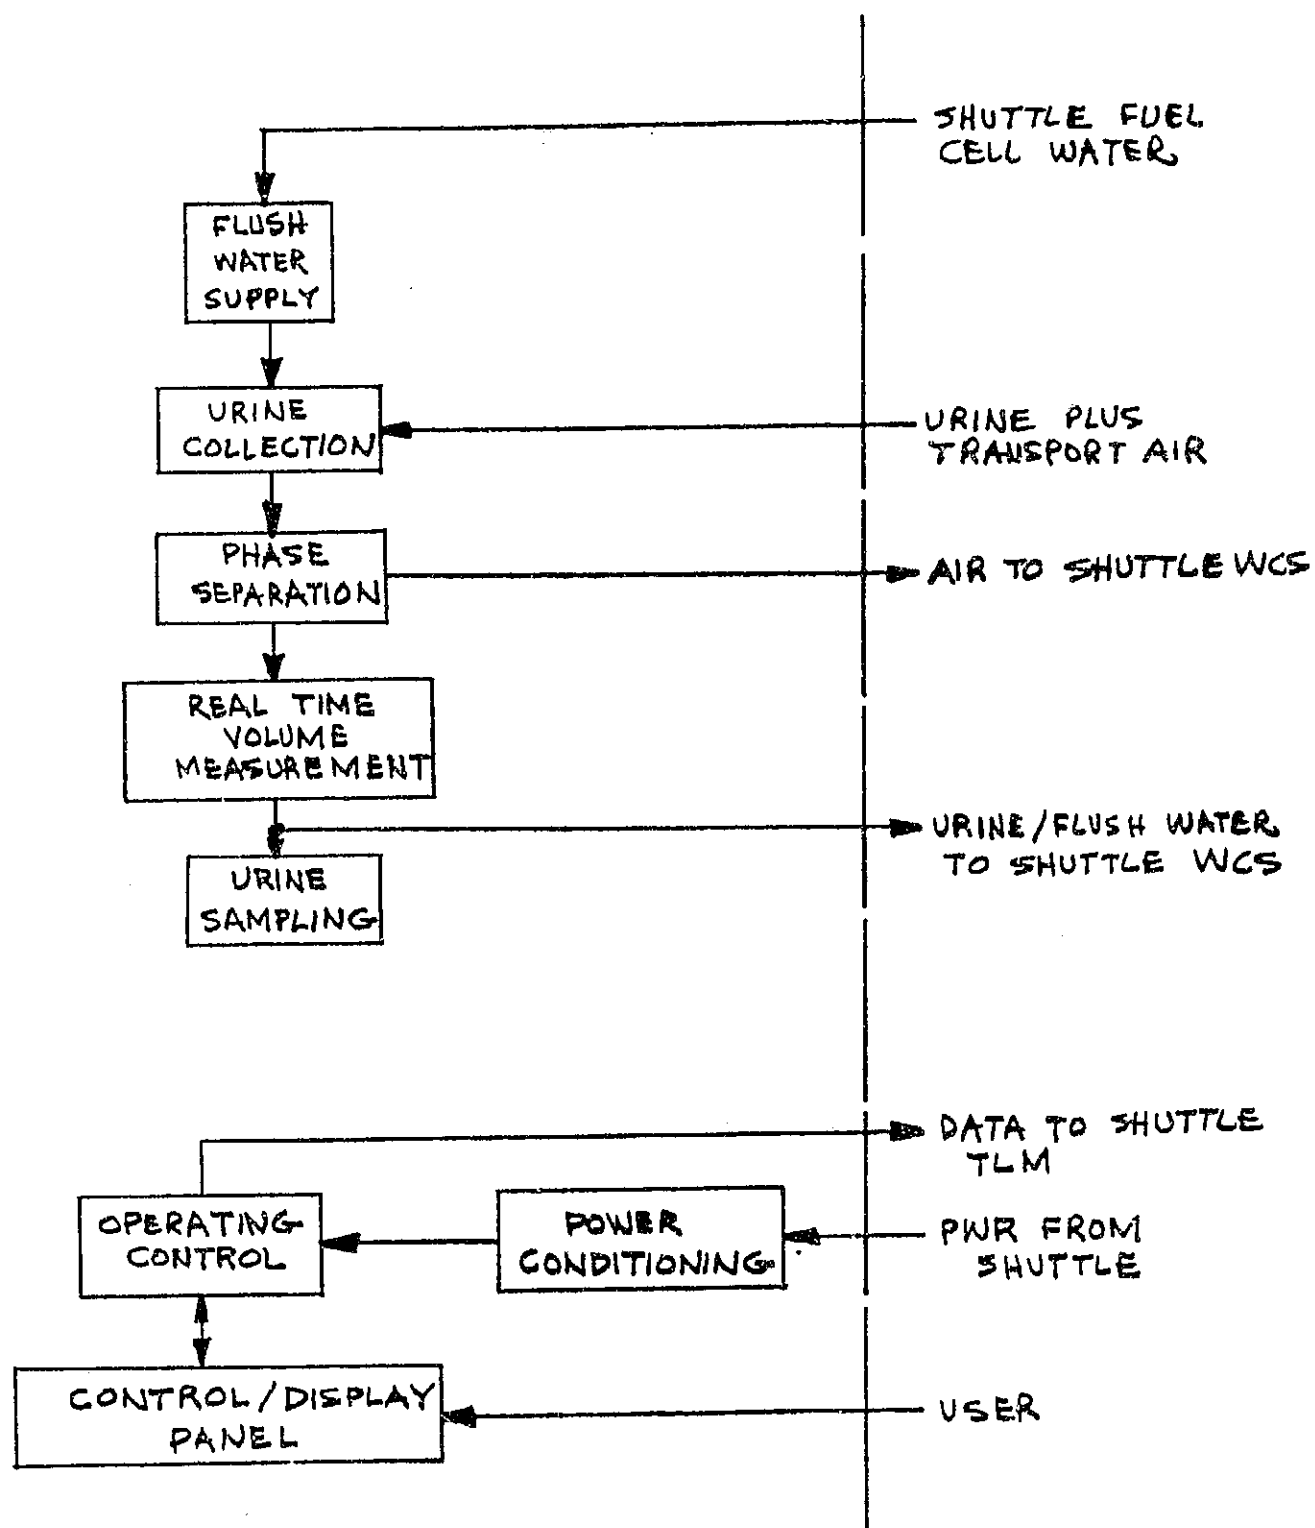 SHUTTLE FUEL
CELL WATER
FLUSH
WATER
SUPPLY
URINE
COLLECTION
URINE PLUS
TRANSPORT AIR
PHASE
SEPARATION
AIR TO SHUTTLE WCS
REAL TIME
VOLUME
MEASUREMENT
URINE/FLUSH WATER
TO SHUTTLE WCS
URINE
SAMPLING
DATA TO SHUTTLE
TLM
OPERATING
CONTROL
POWER
CONDITIONING
PWR FROM
SHUTTLE
CONTROL/DISPLAY
PANEL
USER